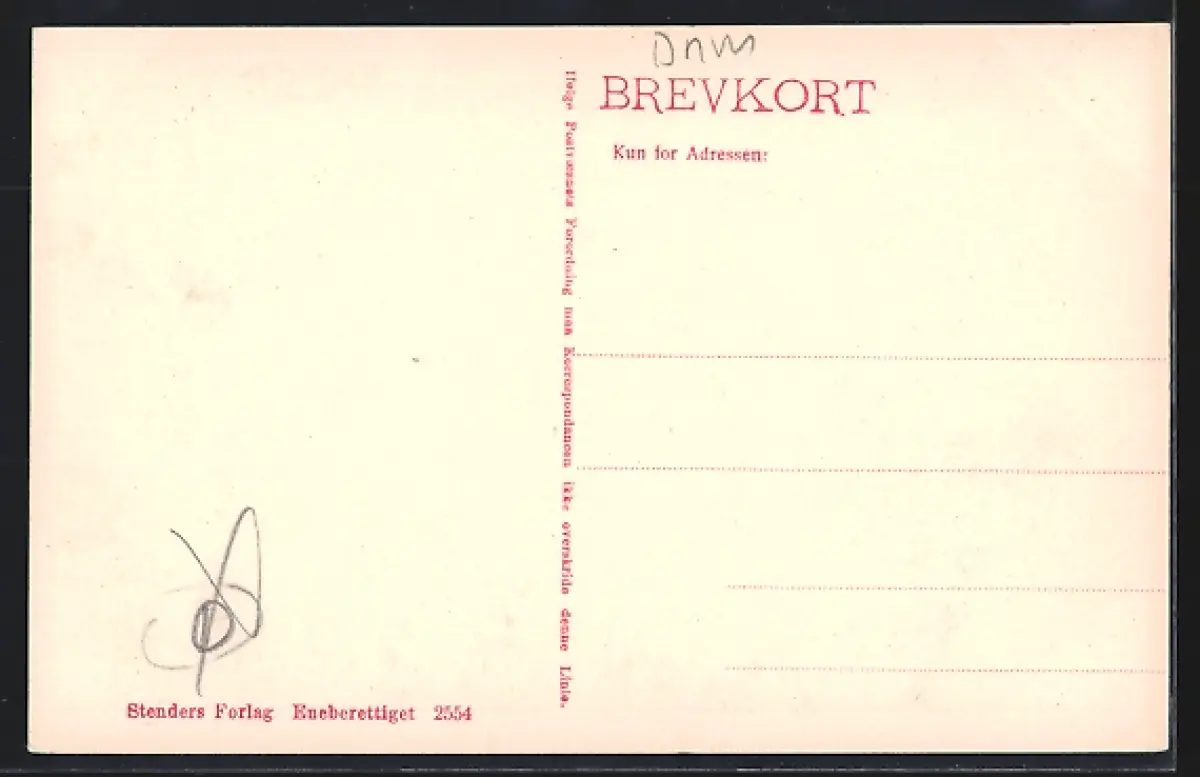 Dnm
BREVKORT
Kun for Adressen:
Ifølge Postvæsenets Forordning maa Korrespondancen ikke overskride denne Linie.
Stenders Forlag Eneberettiget 2554